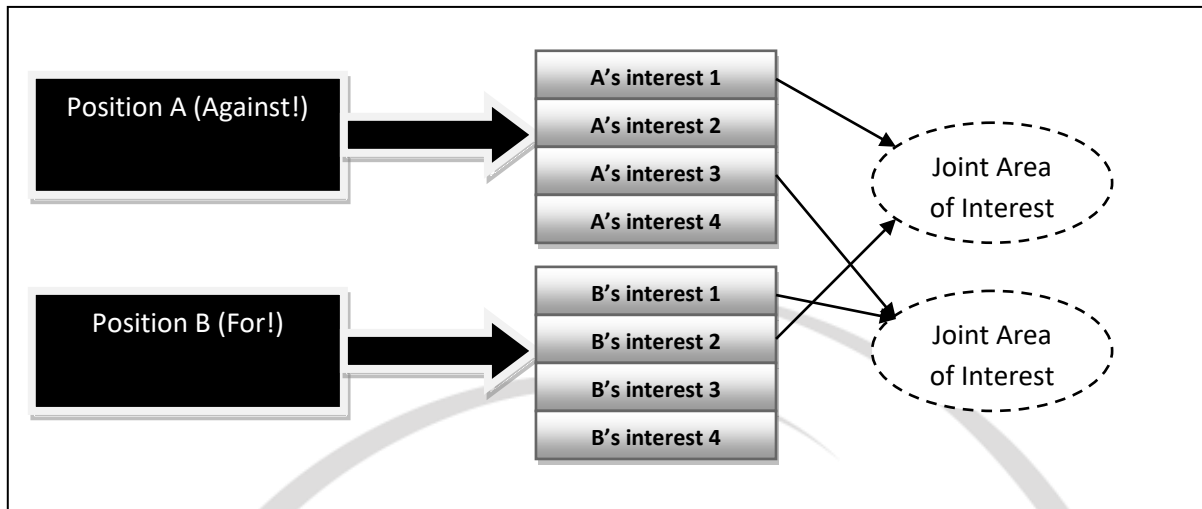 Position A (Against!)
A’s interest 1
A’s interest 2
A’s interest 3
A’s interest 4
Joint Area
of Interest
Position B (For!)
B’s interest 1
B’s interest 2
B’s interest 3
B’s interest 4
Joint Area
of Interest